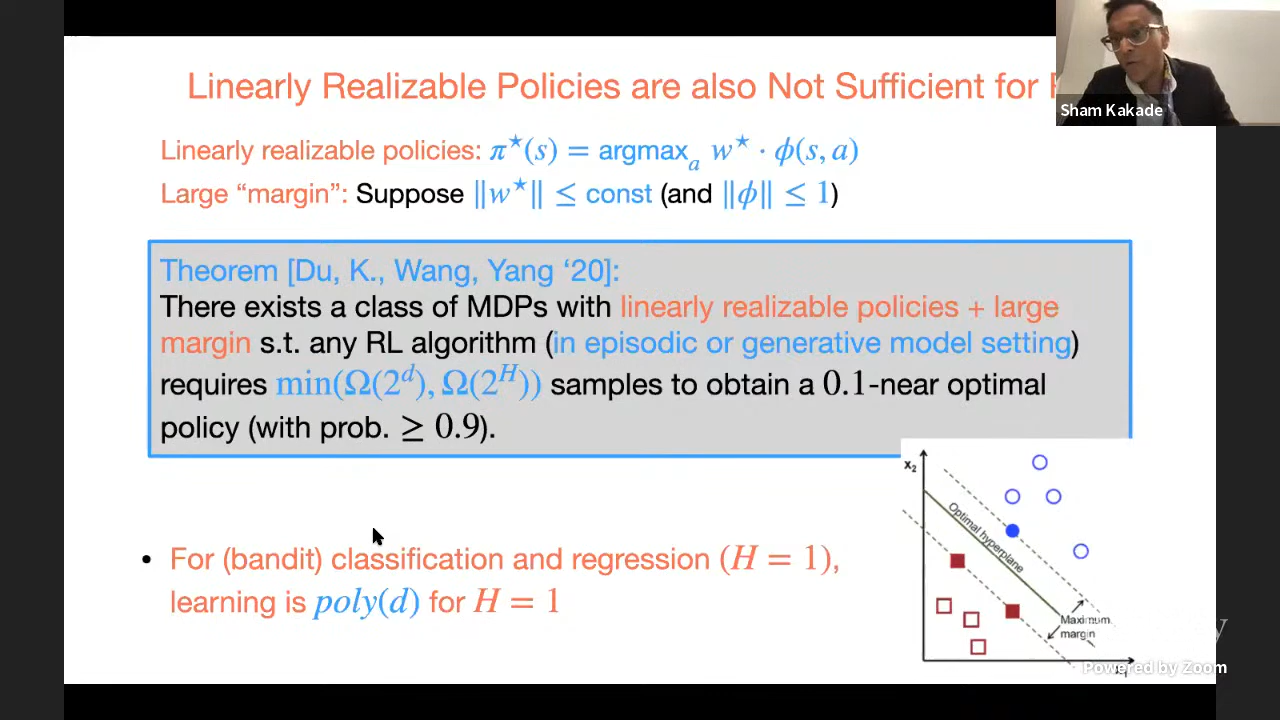 Linearly Realizable Policies are also Not Sufficient for
Sham Kakade
Linearly realizable policies: π⋆(s) = argmaxₐ w⋆ · ϕ(s, a)
Large “margin”: Suppose ‖w⋆‖ ≤ const (and ‖ϕ‖ ≤ 1)
Theorem [Du, K., Wang, Yang ‘20]:
There exists a class of MDPs with linearly realizable policies + large
margin s.t. any RL algorithm (in episodic or generative model setting)
requires min(Ω(2ᵈ), Ω(2ᴴ)) samples to obtain a 0.1-near optimal
policy (with prob. ≥ 0.9).
• For (bandit) classification and regression (H = 1),
learning is poly(d) for H = 1
x₂
Optimal hyperplane
Maximum
margin
Powered by Zoom